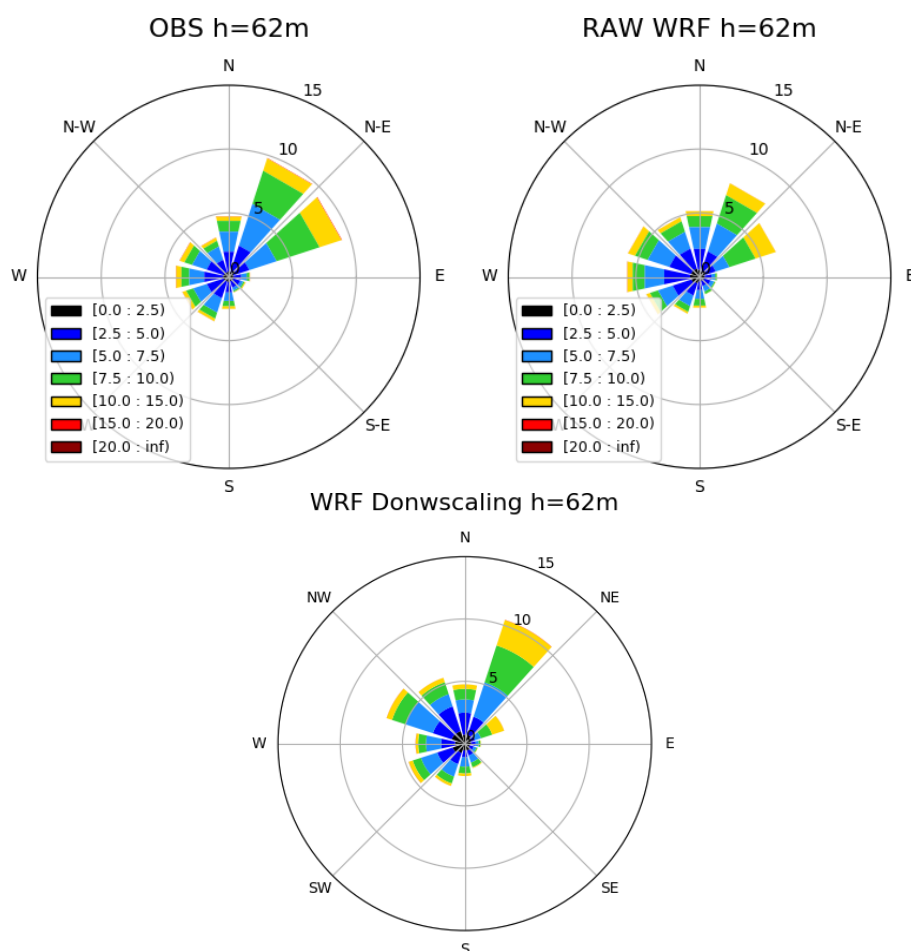 OBS h=62m
RAW WRF h=62m
N
15
N-E
10
5
0
N-W
W
E
S-E
S
[0.0 : 2.5)
[2.5 : 5.0)
[5.0 : 7.5)
[7.5 : 10.0)
[10.0 : 15.0)
[15.0 : 20.0)
[20.0 : inf)
N
15
N-E
10
5
0
N-W
W
E
S-E
S
[0.0 : 2.5)
[2.5 : 5.0)
[5.0 : 7.5)
[7.5 : 10.0)
[10.0 : 15.0)
[15.0 : 20.0)
[20.0 : inf)
WRF Donwscaling h=62m
N
15
NE
10
5
0
NW
W
E
SW
SE
S